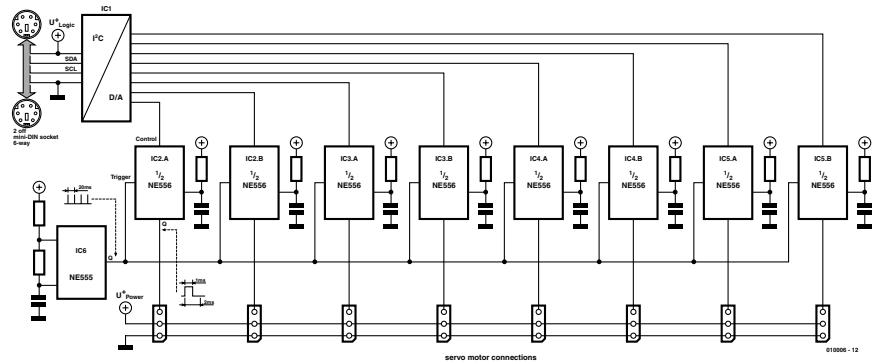 IC1
U+Logic
I²C
SDA
SCL
D/A
2 off
mini-DIN socket
6-way
Control
Trigger
IC2.A
1/2
NE556
IC2.B
1/2
NE556
IC3.A
1/2
NE556
IC3.B
1/2
NE556
IC4.A
1/2
NE556
IC4.B
1/2
NE556
IC5.A
1/2
NE556
IC5.B
1/2
NE556
20ms
Q
IC6
Q
NE555
1ms
2ms
U+Power
servo motor connections
010006 - 12